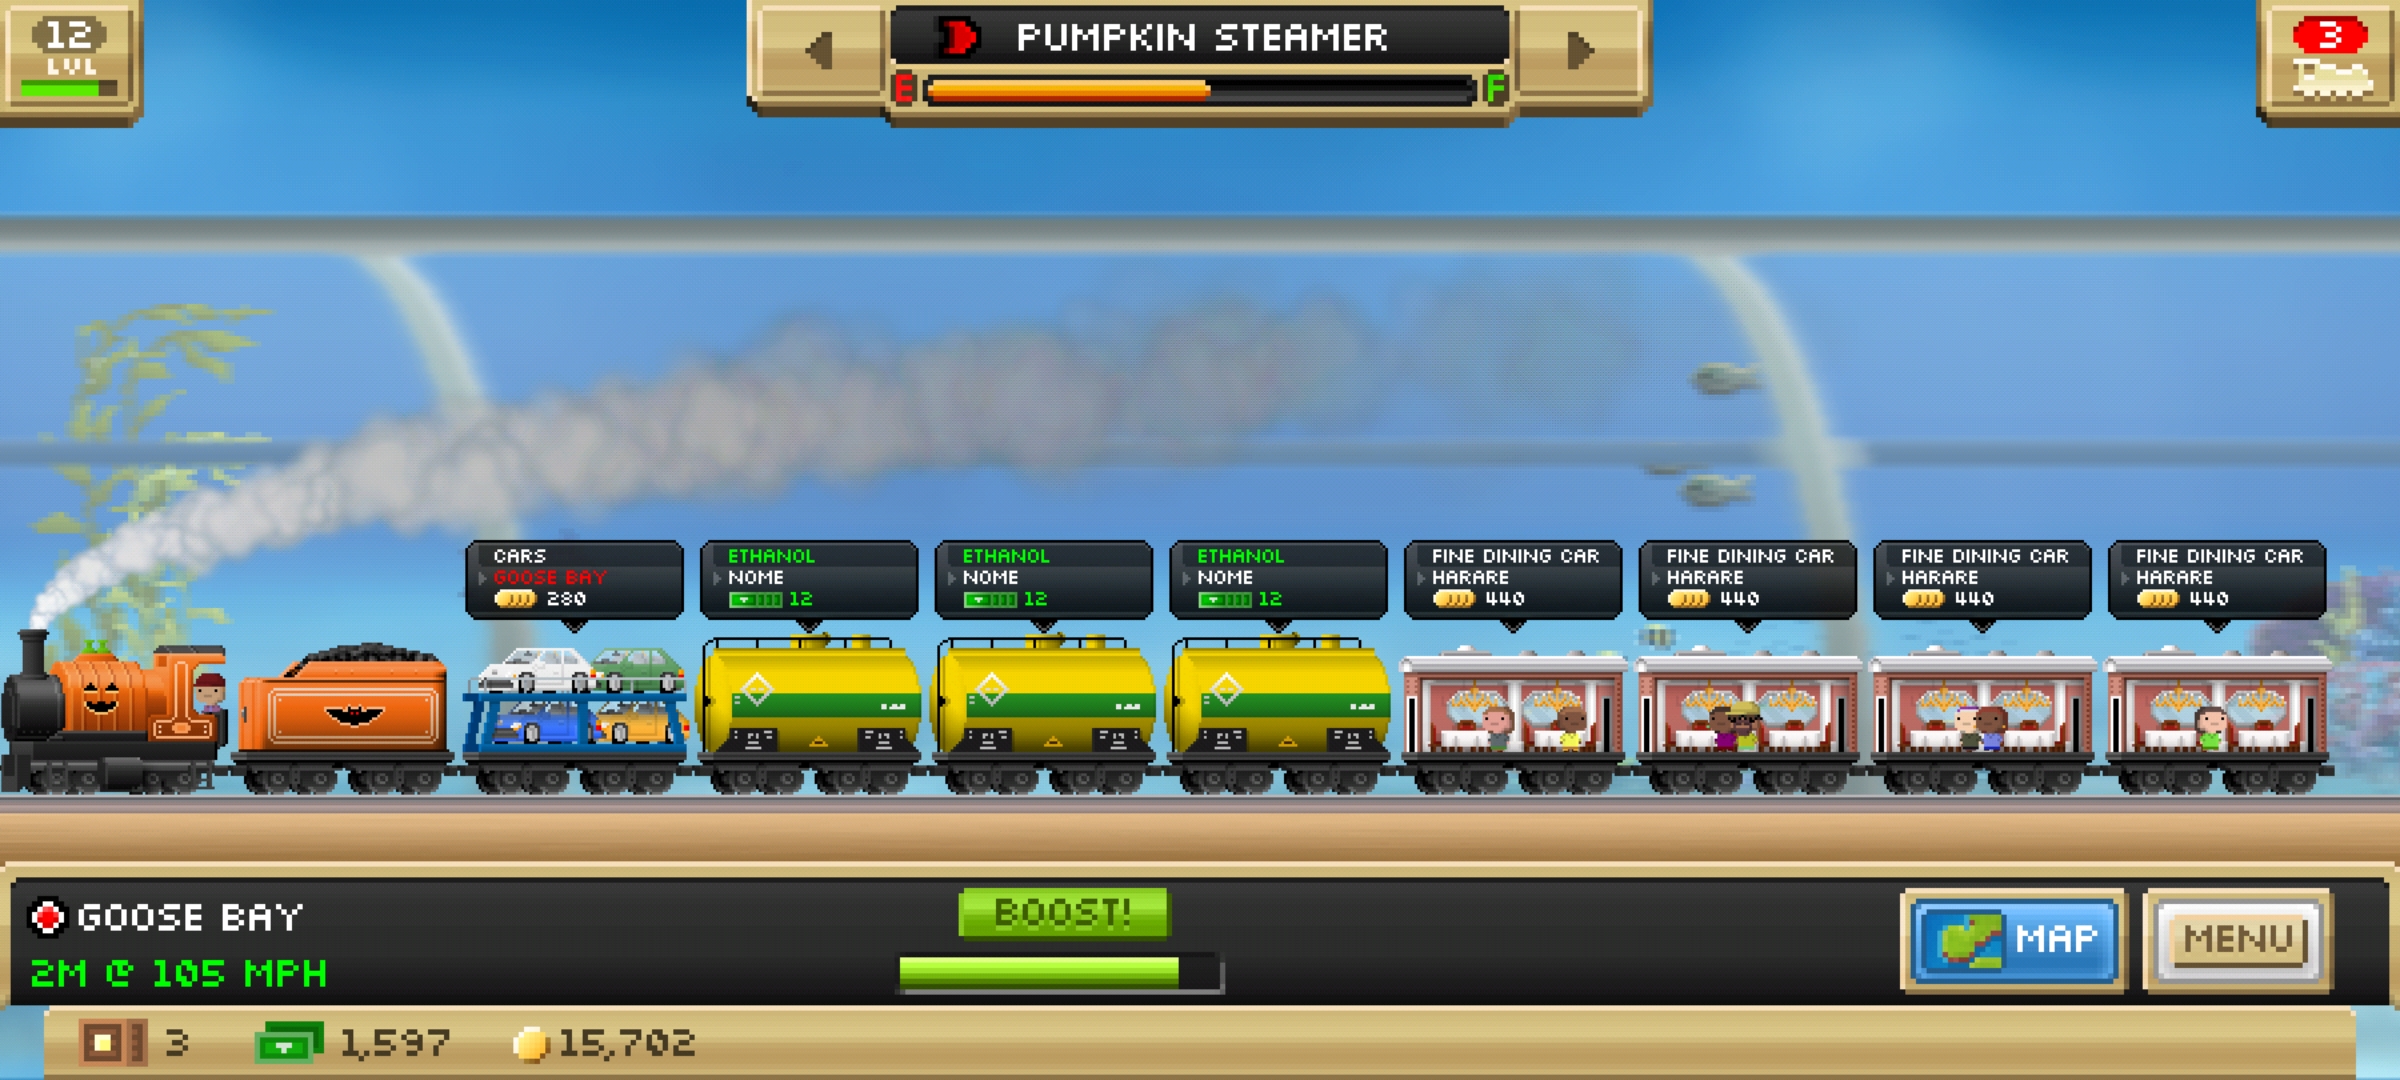 12
LVL
PUMPKIN STEAMER
E F
3
CARS
GOOSE BAY
280
ETHANOL
NOME
12
ETHANOL
NOME
12
ETHANOL
NOME
12
FINE DINING CAR
HARARE
440
FINE DINING CAR
HARARE
440
FINE DINING CAR
HARARE
440
FINE DINING CAR
HARARE
440
GOOSE BAY
2M @ 105 MPH
BOOST!
MAP
MENU
3
1,597
15,702